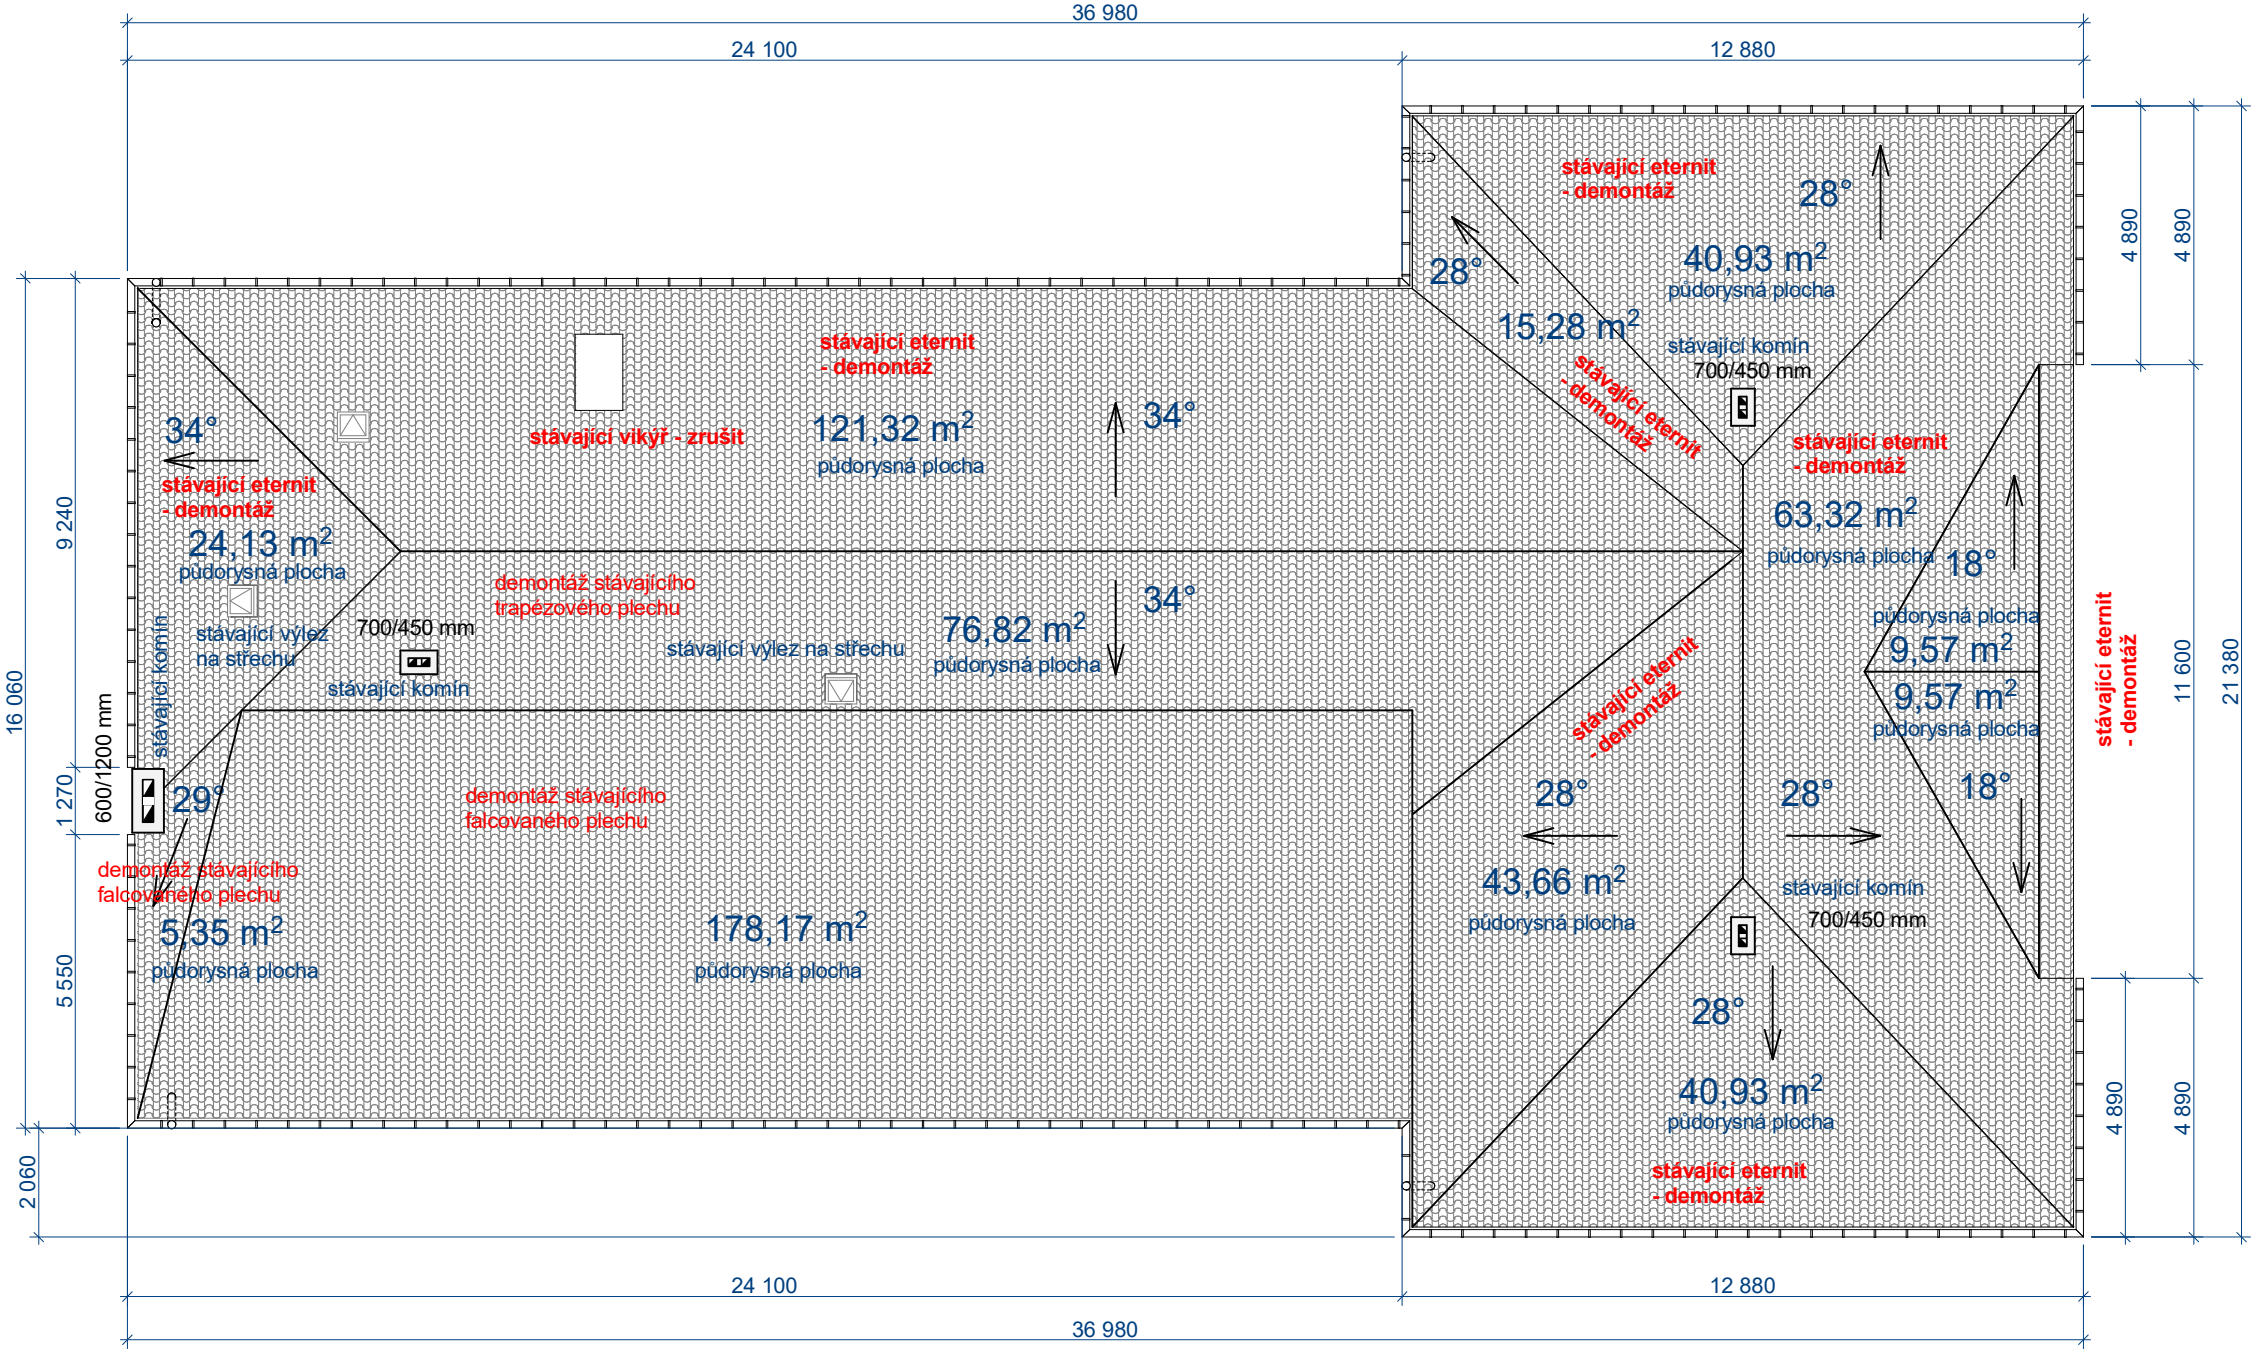 36 980
24 100
12 880
stávající eternit
- demontáž
28°
40,93 m²
půdorysná plocha
28°
15,28 m²
stávající eternit
- demontáž
stávající komín
700/450 mm
4 890
4 890
stávající eternit
- demontáž
34°
121,32 m²
půdorysná plocha
stávající vikýř - zrušit
34°
stávající eternit
- demontáž
24,13 m²
půdorysná plocha
stávající eternit
- demontáž
63,32 m²
půdorysná plocha
18°
půdorysná plocha
9,57 m²
9,57 m²
půdorysná plocha
18°
stávající eternit
- demontáž
11 600
21 380
9 240
16 060
demontáž stávajícího
trapézového plechu
34°
76,82 m²
půdorysná plocha
700/450 mm
stávající výlez
na střechu
stávající výlez na střechu
stávající komín
stávající komín
600/1200 mm
stávající eternit
- demontáž
1 270
29°
demontáž stávajícího
falcovaného plechu
28°
28°
demontáž stávajícího
falcovaného plechu
43,66 m²
půdorysná plocha
stávající komín
700/450 mm
5,35 m²
půdorysná plocha
178,17 m²
půdorysná plocha
5 550
28°
40,93 m²
půdorysná plocha
4 890
4 890
2 060
stávající eternit
- demontáž
24 100
12 880
36 980